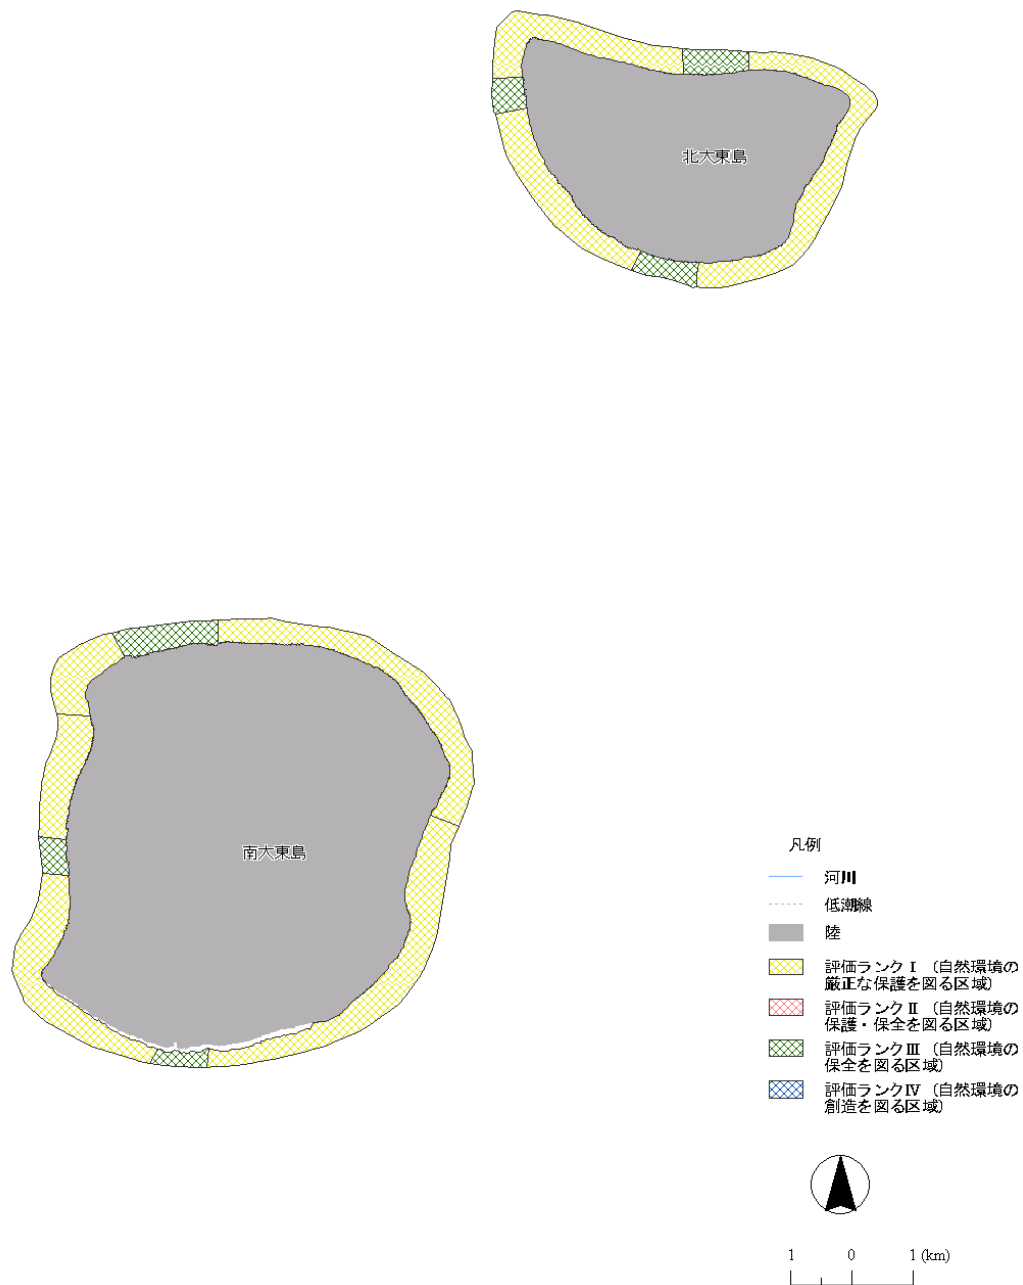 北大東島
南大東島
凡例
河川
低潮線
陸
評価ランクⅠ（自然環境の
厳正な保護を図る区域）
評価ランクⅡ（自然環境の
保護・保全を図る区域）
評価ランクⅢ（自然環境の
保全を図る区域）
評価ランクⅣ（自然環境の
創造を図る区域）
1 0 1 (km)